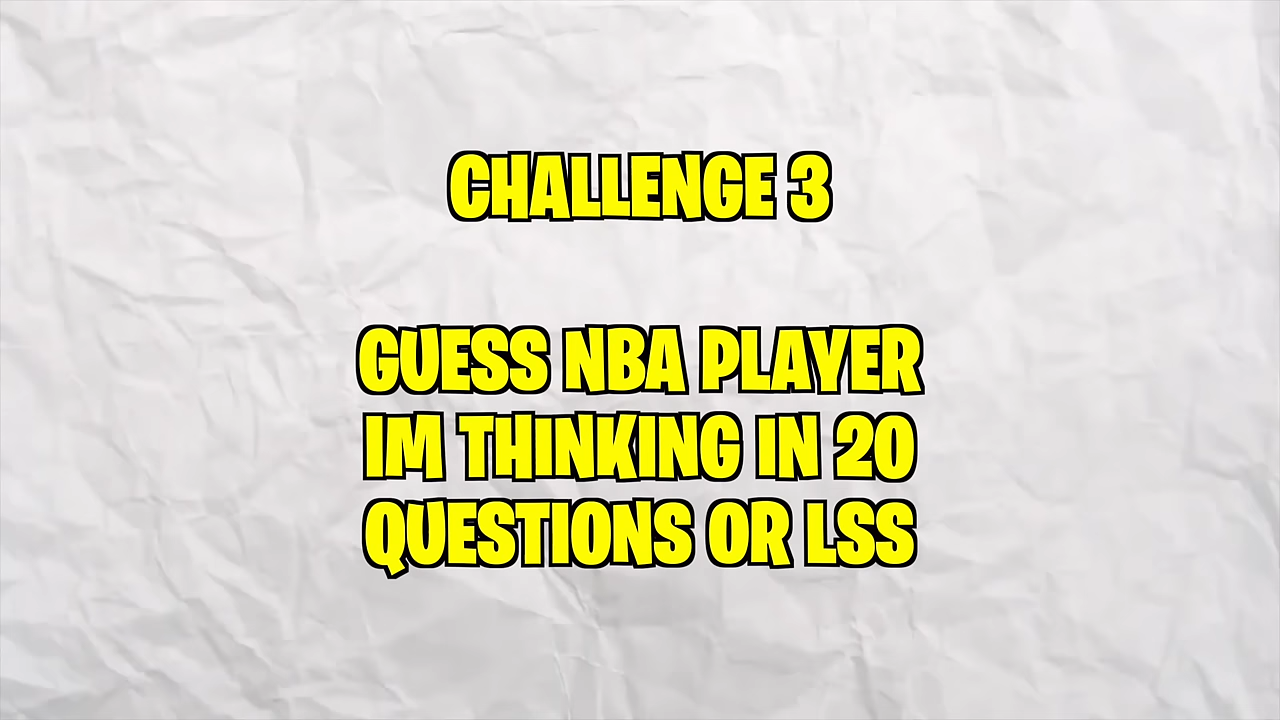 CHALLENGE 3
GUESS NBA PLAYER
IM THINKING IN 20
QUESTIONS OR LSS